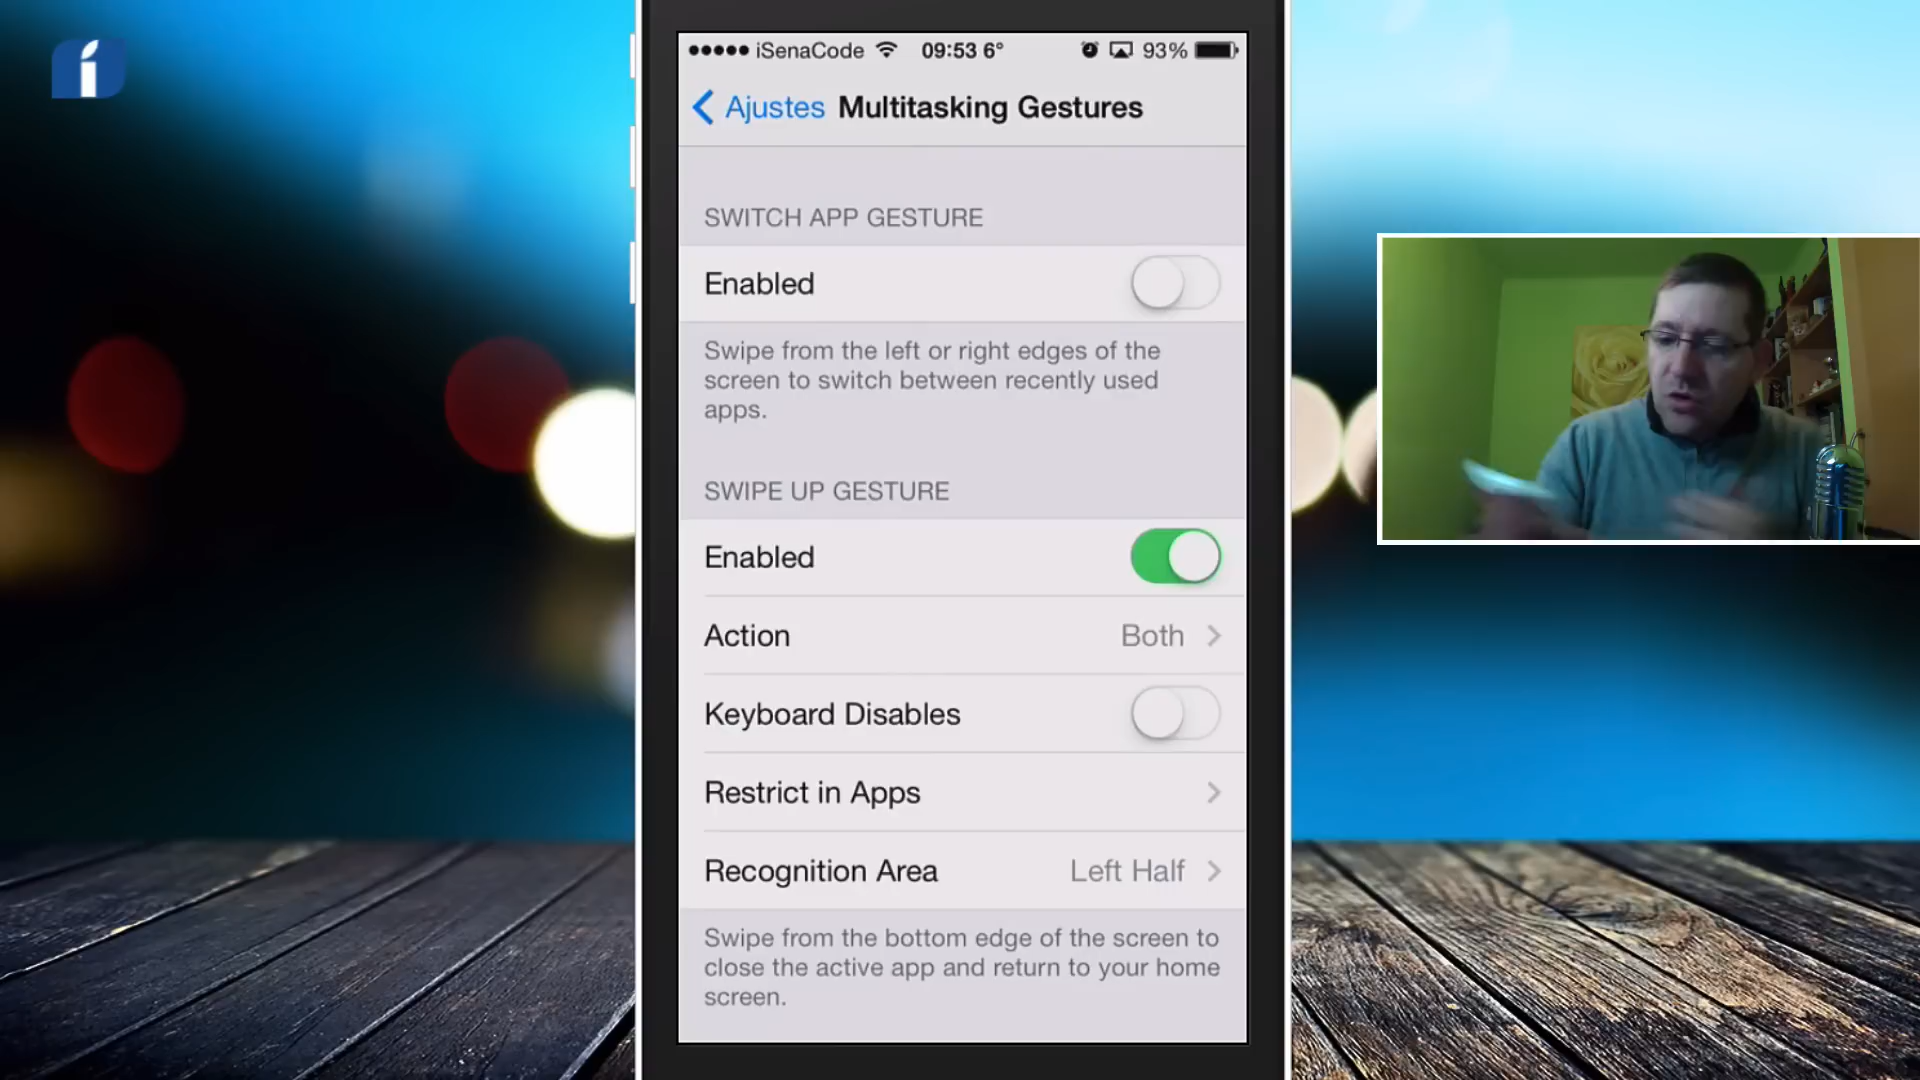 iSenaCode 09:53 6° 93%
Ajustes Multitasking Gestures
SWITCH APP GESTURE
Enabled
Swipe from the left or right edges of the
screen to switch between recently used
apps.
SWIPE UP GESTURE
Enabled
Action Both
Keyboard Disables
Restrict in Apps
Recognition Area Left Half
Swipe from the bottom edge of the screen to
close the active app and return to your home
screen.
i